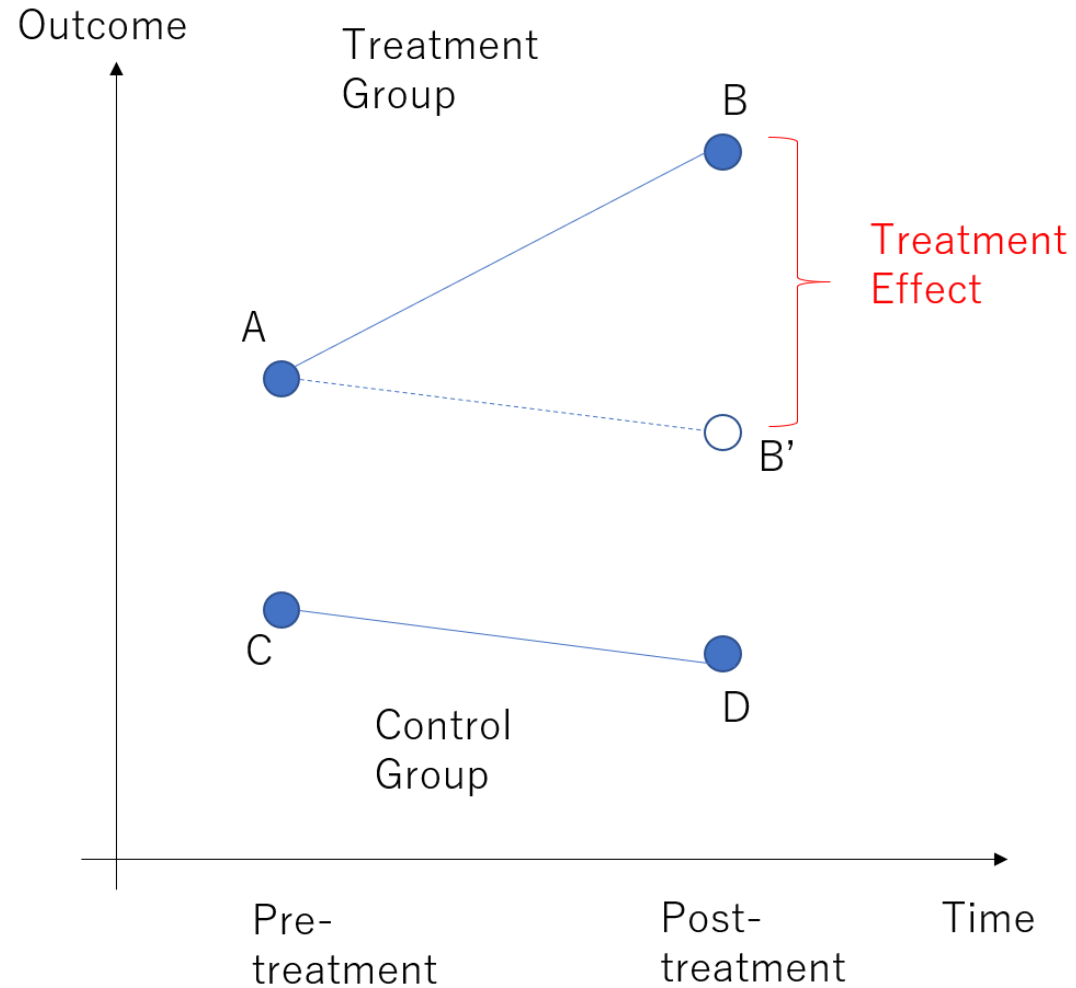 Outcome
Treatment
Group
B
Treatment
Effect
A
B’
C
D
Control
Group
Pre-
treatment
Post-
treatment
Time